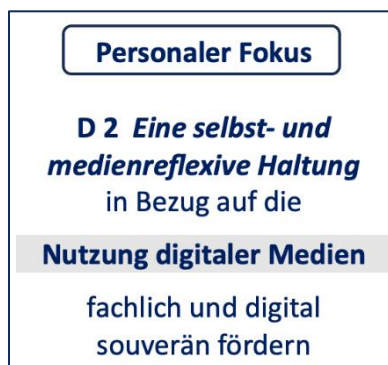 Personaler Fokus
D 2 Eine selbst- und
medienreflexive Haltung
in Bezug auf die
Nutzung digitaler Medien
fachlich und digital
souverän fördern